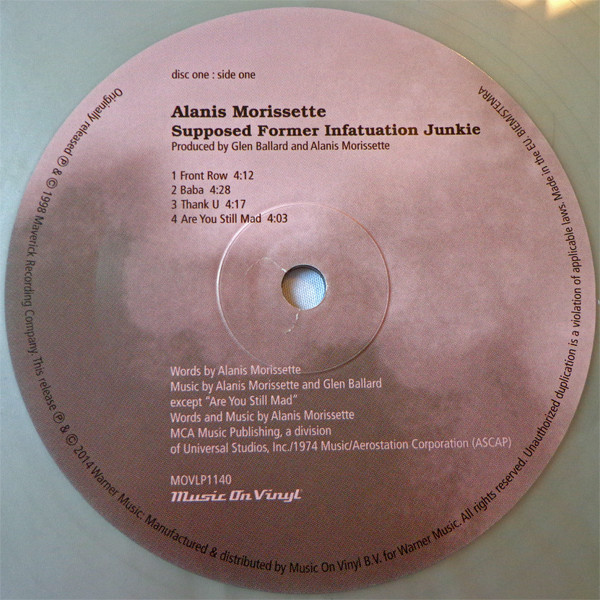 disc one : side one
Alanis Morissette
Supposed Former Infatuation Junkie
Produced by Glen Ballard and Alanis Morissette
1 Front Row 4:12
2 Baba 4:28
3 Thank U 4:17
4 Are You Still Mad 4:03
Words by Alanis Morissette
Music by Alanis Morissette and Glen Ballard
except "Are You Still Mad"
Words and Music by Alanis Morissette
MCA Music Publishing, a division
of Universal Studios, Inc./1974 Music/Aerostation Corporation (ASCAP)
MOVLP1140
Music On Vinyl
Originally released ℗ & © 1998 Maverick Recording Company. This release ℗ & © 2014 Warner Music. Manufactured & distributed by Music On Vinyl B.V. for Warner Music. All rights reserved. Unauthorized duplication is a violation of applicable laws. Made in the EU. BIEM/STEMRA